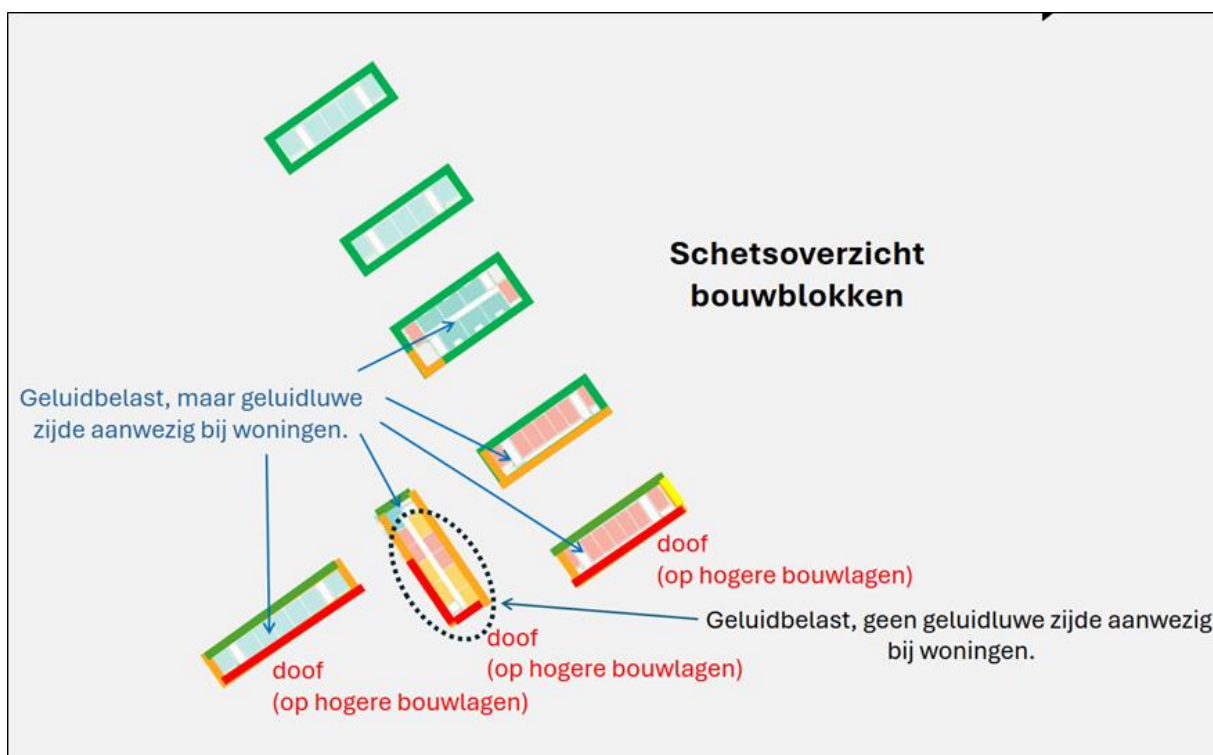 Schetsoverzicht
bouwblokken
Geluidbelast, maar geluidluwe
zijde aanwezig bij woningen.
doof
(op hogere bouwlagen)
Geluidbelast, geen geluidluwe zijde aanwezig
bij woningen.
doof
(op hogere bouwlagen)
doof
(op hogere bouwlagen)